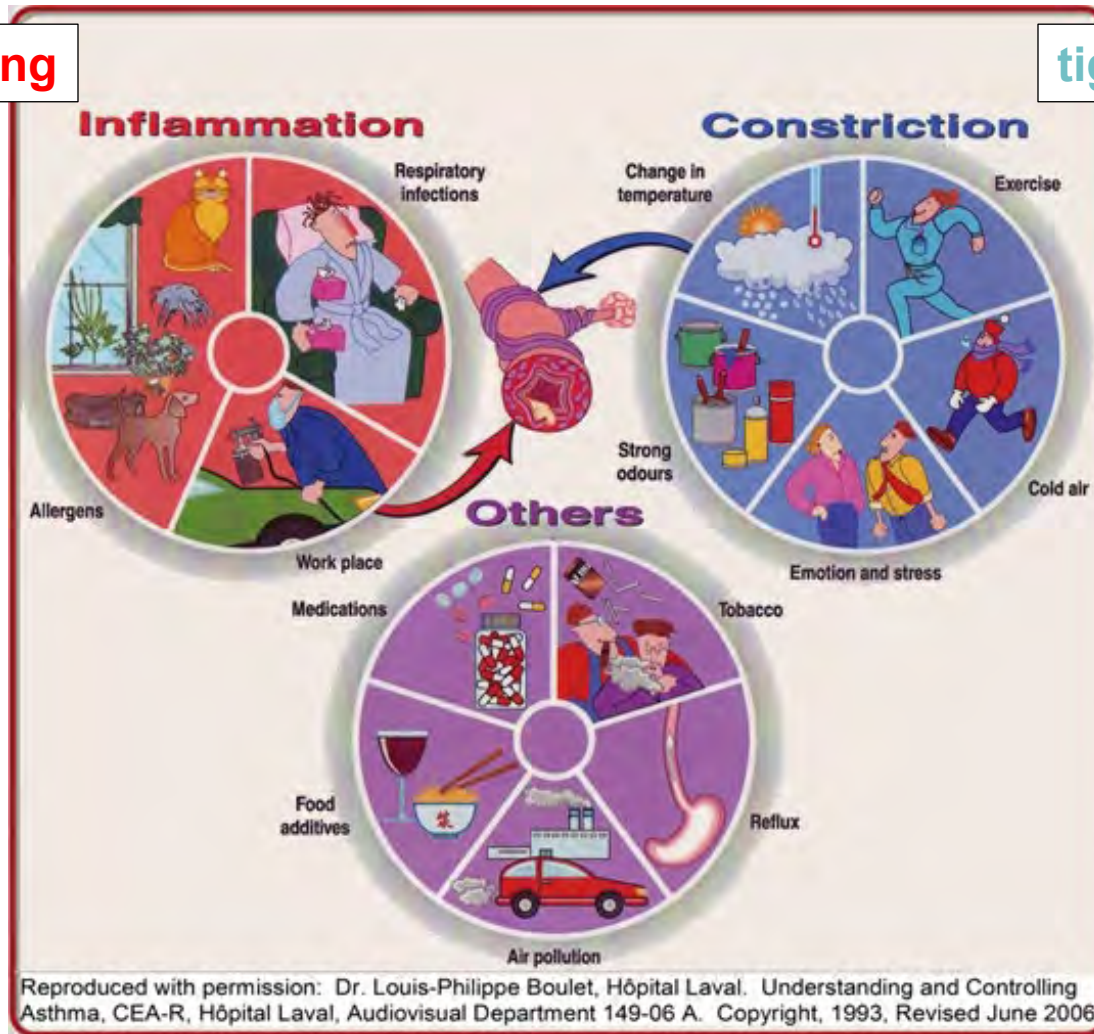 ng
tig
Inflammation
Constriction
Respiratory
infections
Change in
temperature
Exercise
Allergens
Work place
Strong
odours
Cold air
Emotion and stress
Others
Medications
Tobacco
Food
additives
Reflux
Air pollution
Reproduced with permission: Dr. Louis-Philippe Boulet, Hôpital Laval. Understanding and Controlling
Asthma, CEA-R, Hôpital Laval, Audiovisual Department 149-06 A. Copyright, 1993, Revised June 2006